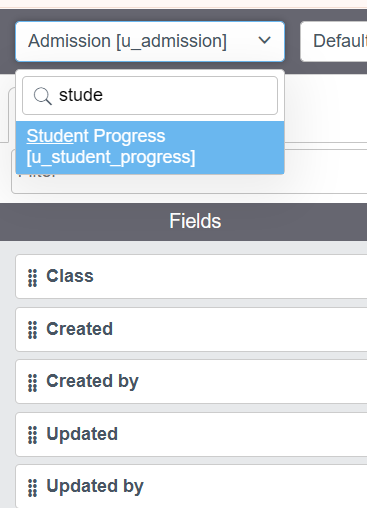 Admission [u_admission]
Default
stude
Student Progress
[u_student_progress]
Fields
Class
Created
Created by
Updated
Updated by